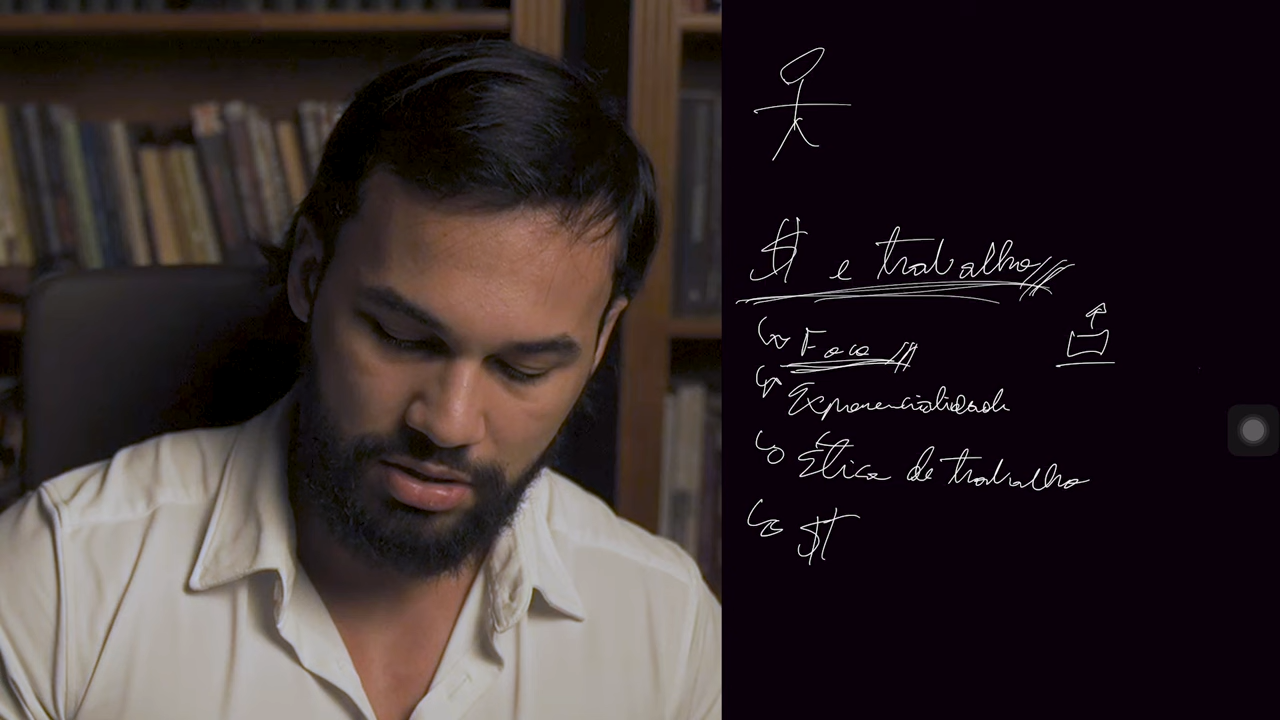 $ e trabalho
Foco
Exponencialidade
Ética de trabalho
$